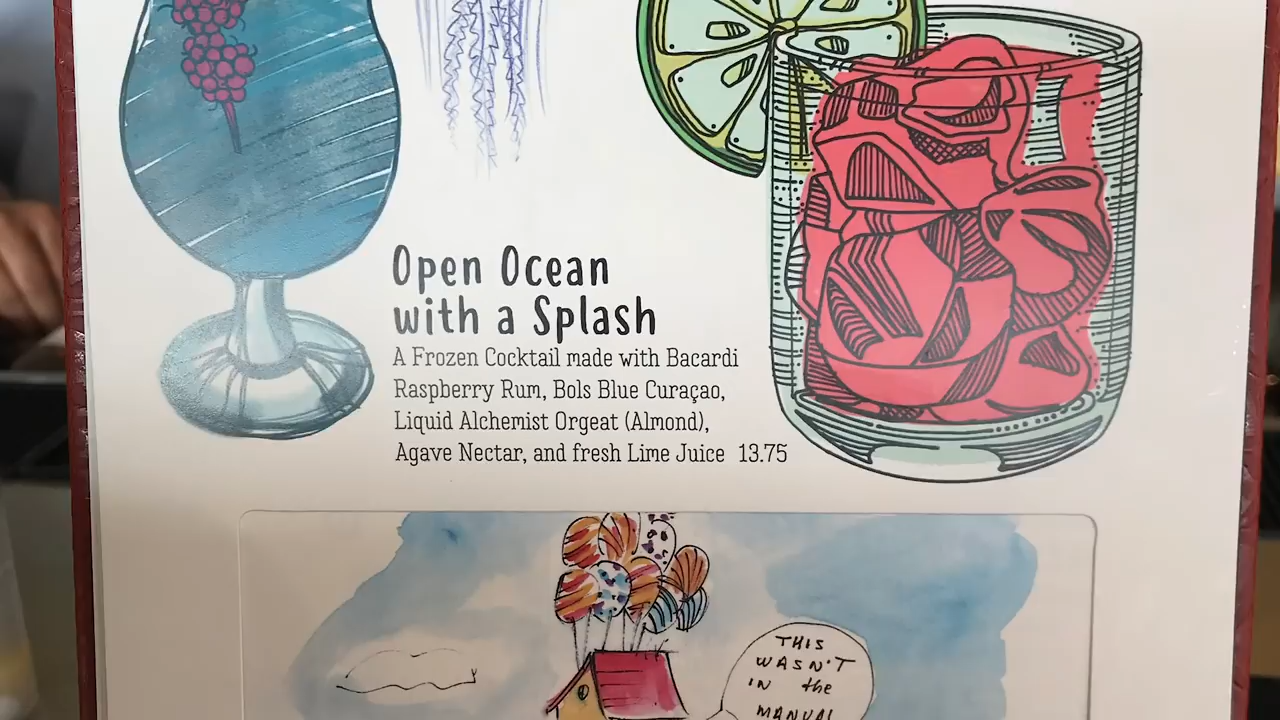 Open Ocean
with a Splash
A Frozen Cocktail made with Bacardi
Raspberry Rum, Bols Blue Curaçao,
Liquid Alchemist Orgeat (Almond),
Agave Nectar, and fresh Lime Juice 13.75
THIS
WASN'T
IN the
MANUAL